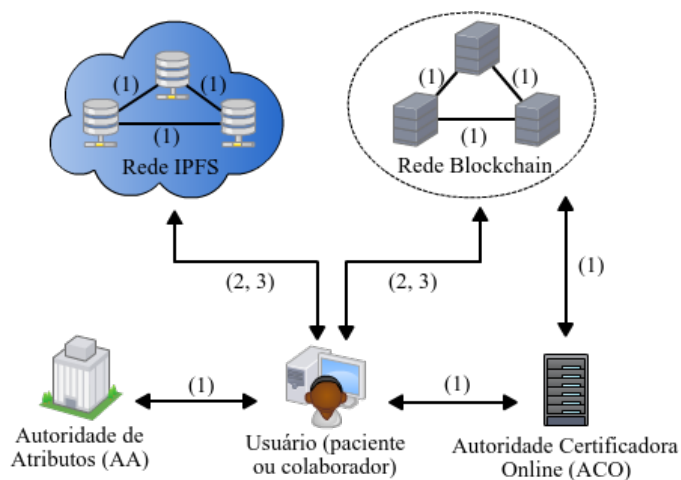 (1)
(1)
(1)
Rede IPFS
(1)
(1)
(1)
Rede Blockchain
(2, 3)
(2, 3)
(1)
(1)
(1)
Autoridade de
Atributos (AA)
Usuário (paciente
ou colaborador)
Autoridade Certificadora
Online (ACO)